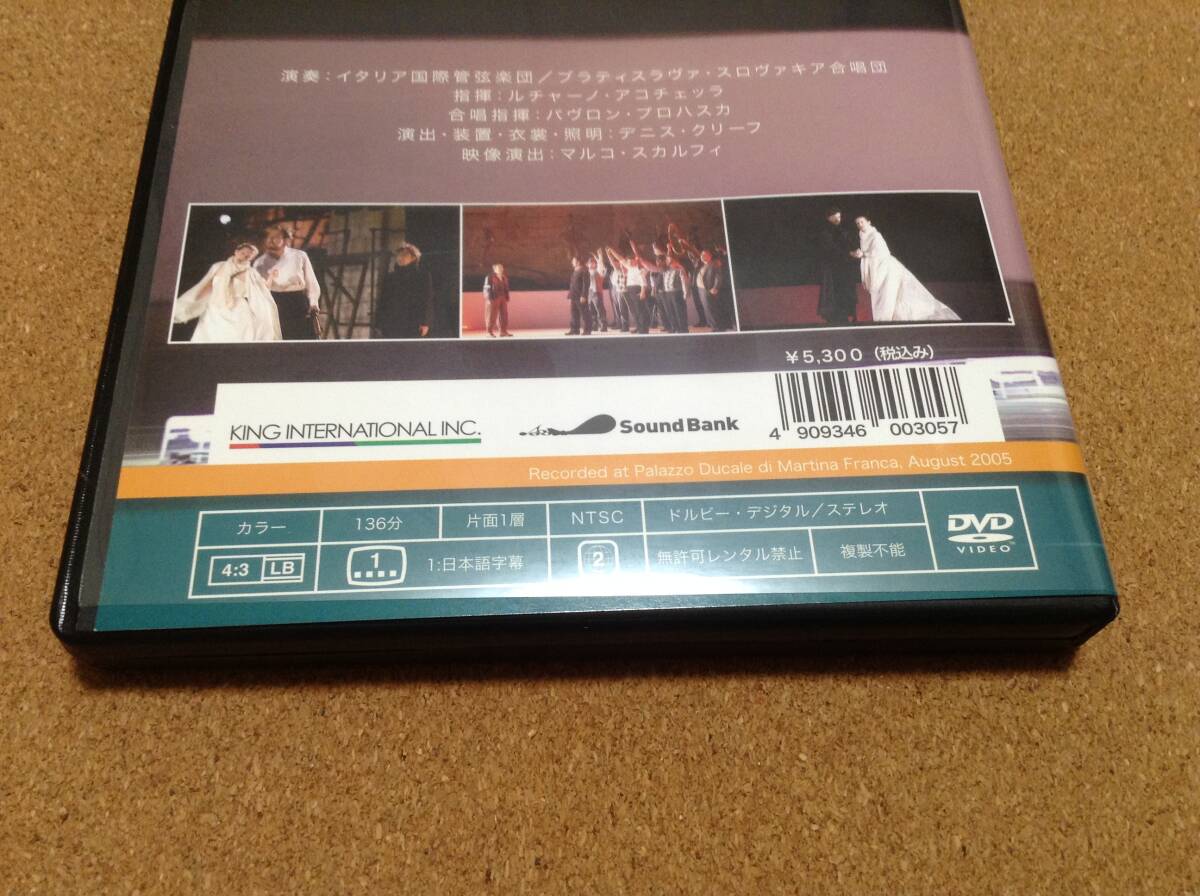 演奏：イタリア国際管弦楽団／ブラティスラヴァ・スロヴァキア合唱団
指揮：ルチャーノ・アコチェッラ
合唱指揮：パヴロン・プロハスカ
演出・装置・衣裳・照明：デニス・クリーフ
映像演出：マルコ・スカルフィ
￥5,300（税込み）
KING INTERNATIONAL INC.
Sound Bank
4 909346 003057
Recorded at Palazzo Ducale di Martina Franca, August 2005
カラー 136分 片面1層 NTSC ドルビー・デジタル／ステレオ
DVD VIDEO™
4:3 LB 1 1:日本語字幕 2 無許可レンタル禁止 複製不能